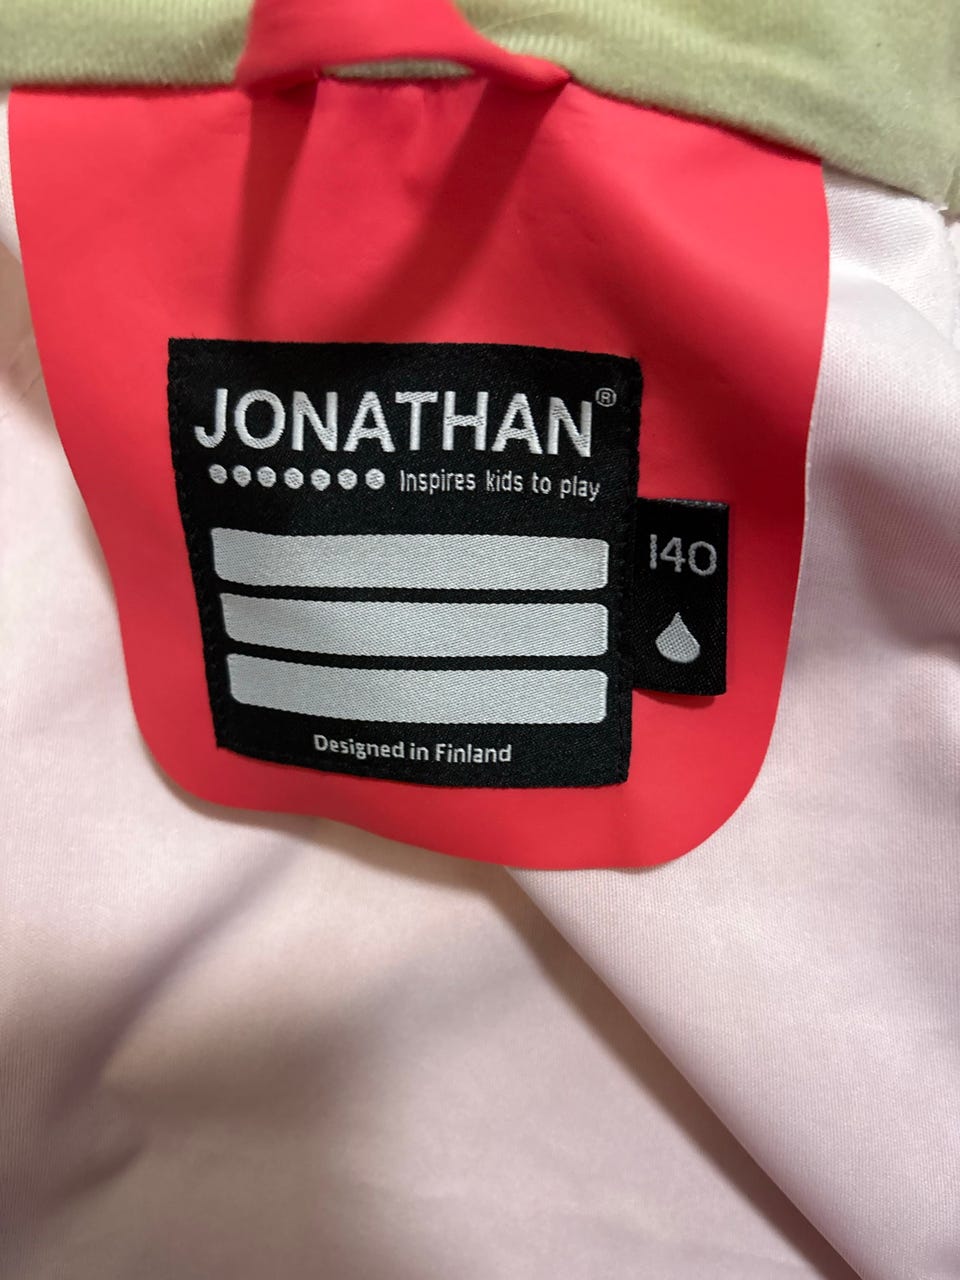 JONATHAN®
Inspires kids to play
140
Designed in Finland